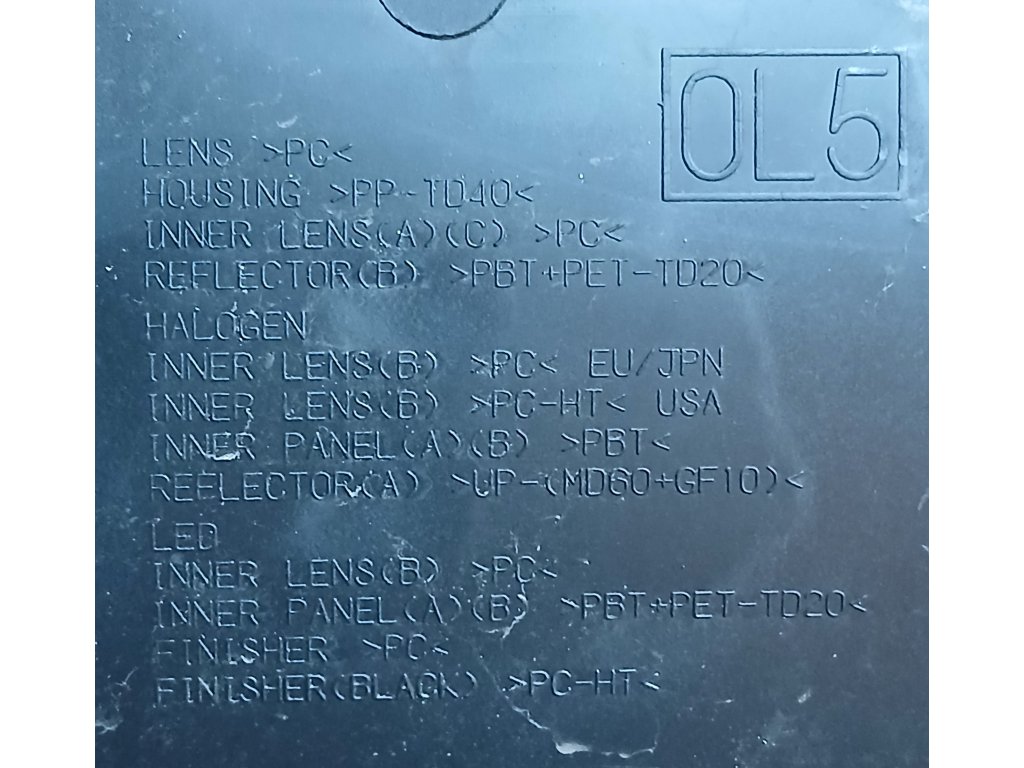 OL5
LENS >PC<
HOUSING >PP-TD40<
INNER LENS(A)(C) >PC<
REFLECTOR(B) >PBT+PET-TD20<
HALOGEN
INNER LENS(B) >PC< EU/JPN
INNER LENS(B) >PC-HT< USA
INNER PANEL(A)(B) >PBT<
REFLECTOR(A) >UP-(MD60+GF10)<
LED
INNER LENS(B) >PC<
INNER PANEL(A)(B) >PBT+PET-TD20<
FINISHER >PC<
FINISHER(BLACK) >PC-HT<